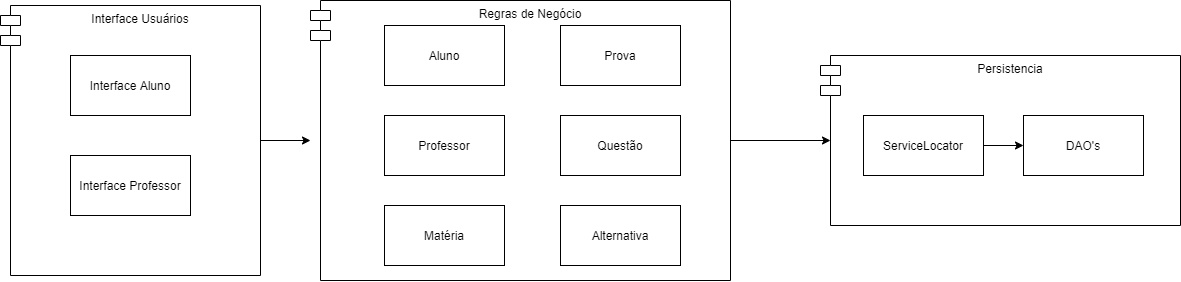 Interface Usuários
Interface Aluno
Interface Professor
Regras de Negócio
Aluno
Prova
Professor
Questão
Matéria
Alternativa
Persistencia
ServiceLocator
DAO's